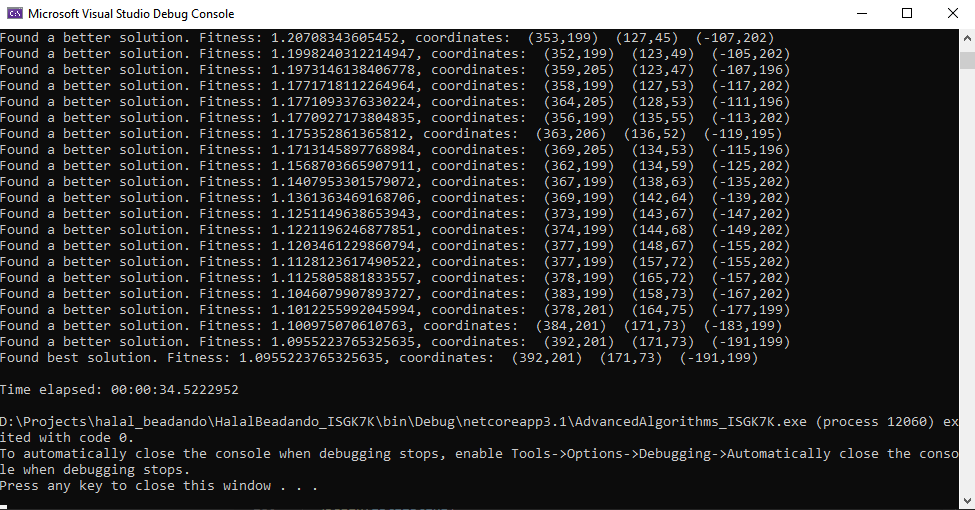 Microsoft Visual Studio Debug Console
Found a better solution. Fitness: 1.20708343605452, coordinates:  (353,199)  (127,45)  (-107,202)
Found a better solution. Fitness: 1.1998240312214947, coordinates:  (352,199)  (123,49)  (-105,202)
Found a better solution. Fitness: 1.1973146138406778, coordinates:  (359,205)  (123,47)  (-107,196)
Found a better solution. Fitness: 1.1771718112264964, coordinates:  (358,199)  (127,53)  (-117,202)
Found a better solution. Fitness: 1.1771093376330224, coordinates:  (364,205)  (128,53)  (-111,196)
Found a better solution. Fitness: 1.1770927173804835, coordinates:  (356,199)  (135,55)  (-113,202)
Found a better solution. Fitness: 1.175352861365812, coordinates:  (363,206)  (136,52)  (-119,195)
Found a better solution. Fitness: 1.1713145897768984, coordinates:  (369,205)  (134,53)  (-115,196)
Found a better solution. Fitness: 1.1568703665907911, coordinates:  (362,199)  (134,59)  (-125,202)
Found a better solution. Fitness: 1.1407953301579072, coordinates:  (367,199)  (138,63)  (-135,202)
Found a better solution. Fitness: 1.1361363469168706, coordinates:  (369,199)  (142,64)  (-139,202)
Found a better solution. Fitness: 1.1251149638653943, coordinates:  (373,199)  (143,67)  (-147,202)
Found a better solution. Fitness: 1.1221196246877851, coordinates:  (374,199)  (144,68)  (-149,202)
Found a better solution. Fitness: 1.1203461229860794, coordinates:  (377,199)  (148,67)  (-155,202)
Found a better solution. Fitness: 1.1128123617490522, coordinates:  (377,199)  (157,72)  (-155,202)
Found a better solution. Fitness: 1.1125805881833557, coordinates:  (378,199)  (165,72)  (-157,202)
Found a better solution. Fitness: 1.1046079907893727, coordinates:  (383,199)  (158,73)  (-167,202)
Found a better solution. Fitness: 1.1012255992045994, coordinates:  (378,201)  (164,75)  (-177,199)
Found a better solution. Fitness: 1.100975070610763, coordinates:  (384,201)  (171,73)  (-183,199)
Found a better solution. Fitness: 1.0955223765325635, coordinates:  (392,201)  (171,73)  (-191,199)
Found best solution. Fitness: 1.0955223765325635, coordinates:  (392,201)  (171,73)  (-191,199)
Time elapsed: 00:00:34.5222952
D:\Projects\halal_beadando\HalalBeadando_ISGK7K\bin\Debug\netcoreapp3.1\AdvancedAlgorithms_ISGK7K.exe (process 12060) ex
ited with code 0.
To automatically close the console when debugging stops, enable Tools->Options->Debugging->Automatically close the conso
le when debugging stops.
Press any key to close this window . . .